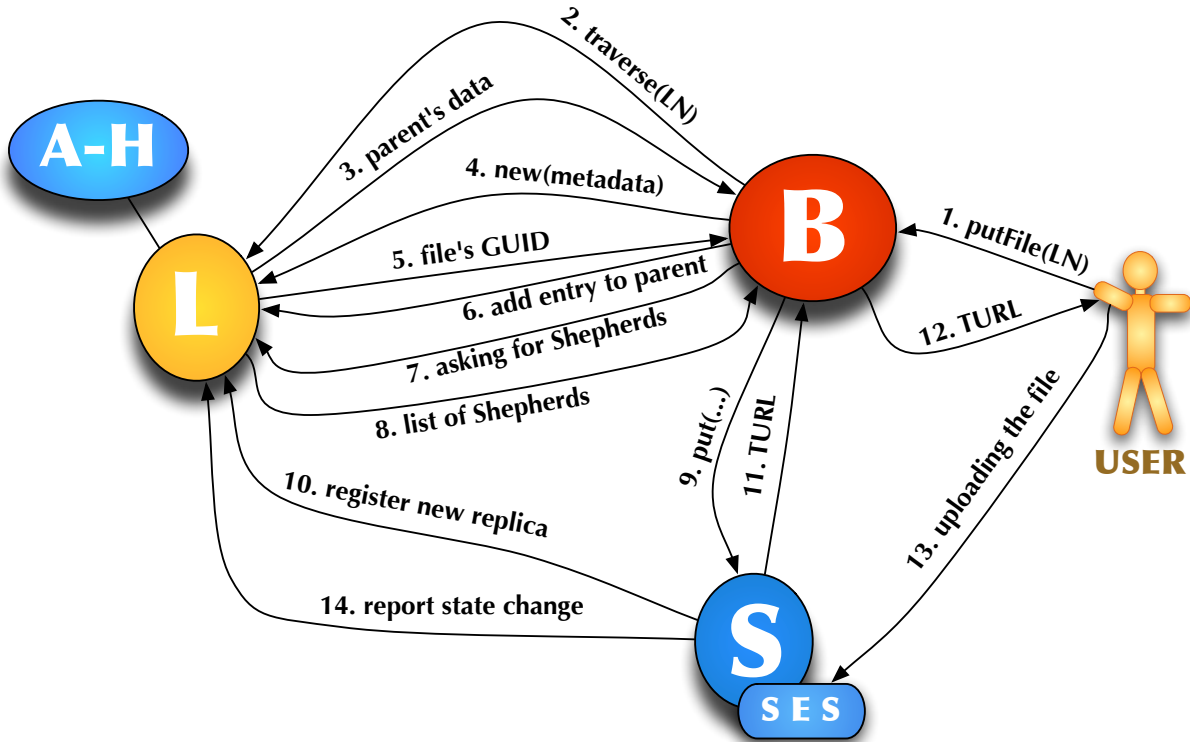 2. traverse(LN)
3. parent's data
A-H
4. new(metadata)
B
1. putFile(LN)
5. file's GUID
L
6. add entry to parent
12. TURL
7. asking for Shepherds
8. list of Shepherds
9. put(...)
11. TURL
USER
13. uploading the file
10. register new replica
14. report state change
S
S E S